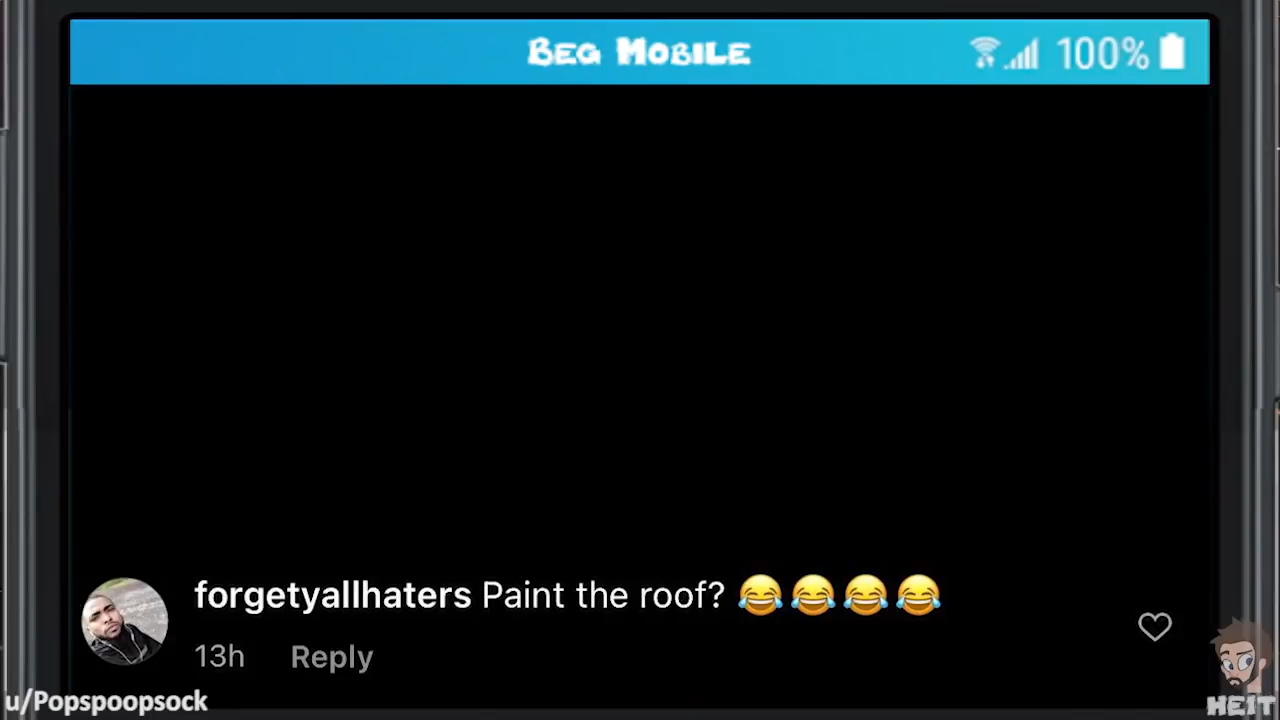 Beg Mobile
100%
forgetyallhaters Paint the roof? 😂😂😂😂
13h Reply
u/Popspoopsock
HEIT